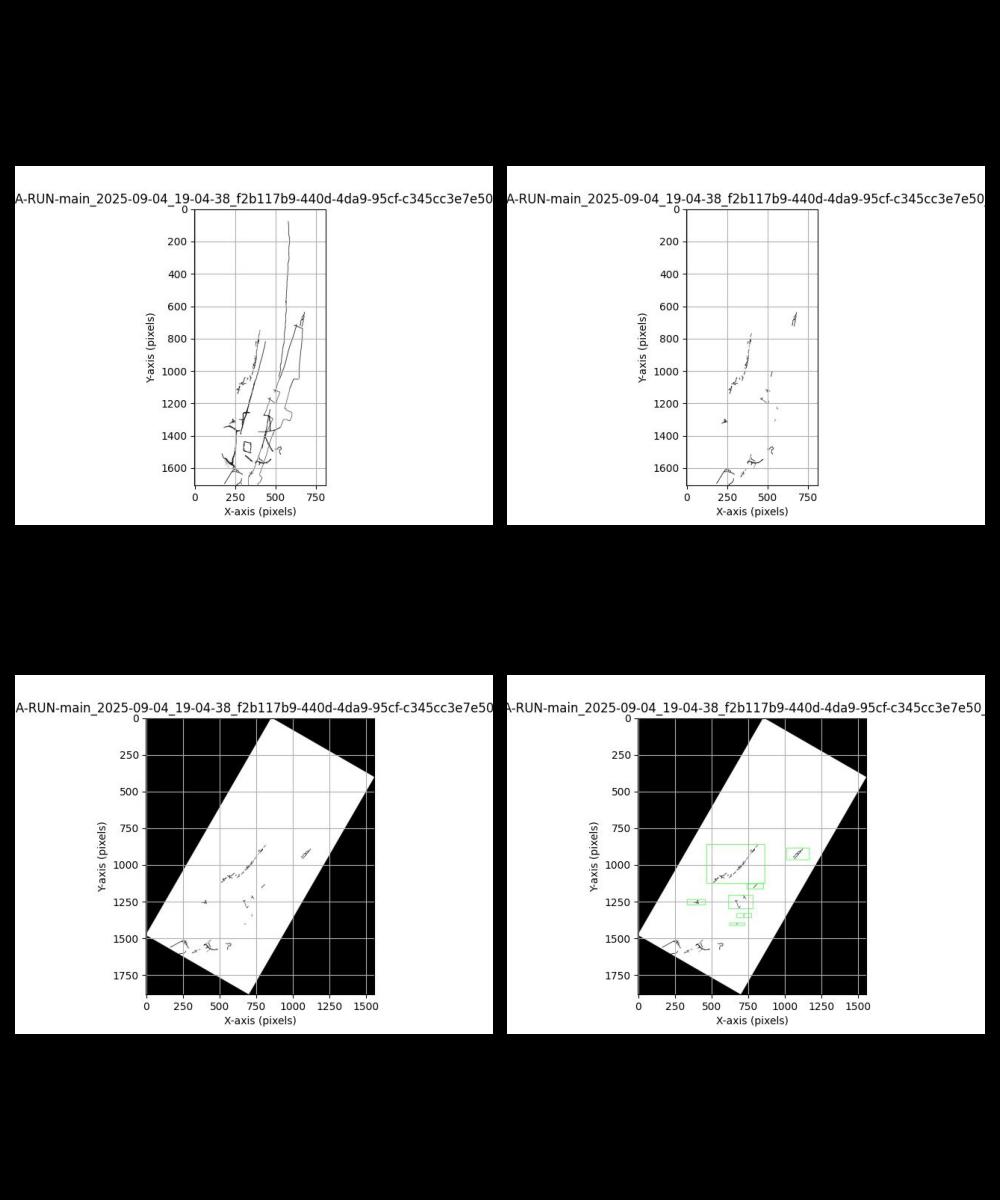 A-RUN-main_2025-09-04_19-04-38_f2b117b9-440d-4da9-95cf-c345cc3e7e50
0
200
400
600
800
1000
1200
1400
1600
Y-axis (pixels)
0 250 500 750
X-axis (pixels)
A-RUN-main_2025-09-04_19-04-38_f2b117b9-440d-4da9-95cf-c345cc3e7e50_
0
200
400
600
800
1000
1200
1400
1600
Y-axis (pixels)
0 250 500 750
X-axis (pixels)
A-RUN-main_2025-09-04_19-04-38_f2b117b9-440d-4da9-95cf-c345cc3e7e50
0
250
500
750
1000
1250
1500
1750
Y-axis (pixels)
0 250 500 750 1000 1250 1500
X-axis (pixels)
A-RUN-main_2025-09-04_19-04-38_f2b117b9-440d-4da9-95cf-c345cc3e7e50_
0
250
500
750
1000
1250
1500
1750
Y-axis (pixels)
0 250 500 750 1000 1250 1500
X-axis (pixels)